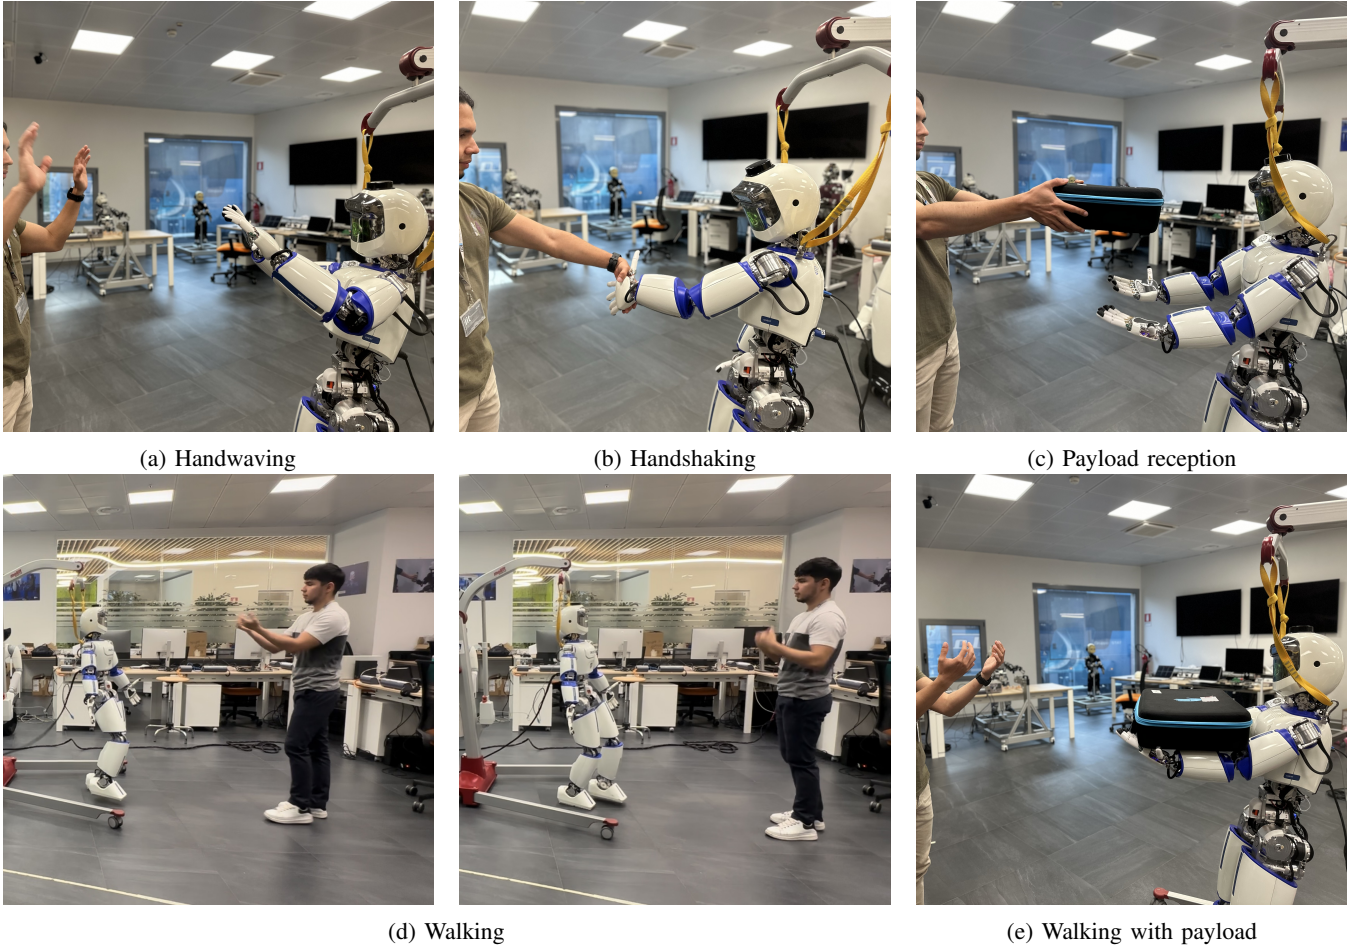 (a) Handwaving
(b) Handshaking
(c) Payload reception
(d) Walking
(e) Walking with payload